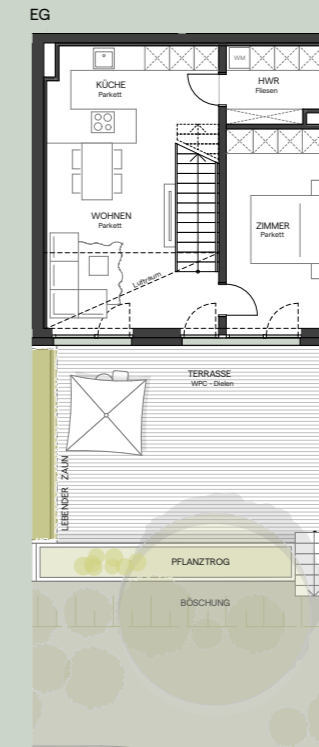 EG
KÜCHE
Parkett
WM
HWR
Fliesen
WOHNEN
Parkett
ZIMMER
Parkett
Luftraum
TERRASSE
WPC - Dielen
LEBENDER ZAUN
PFLANZTROG
BÖSCHUNG